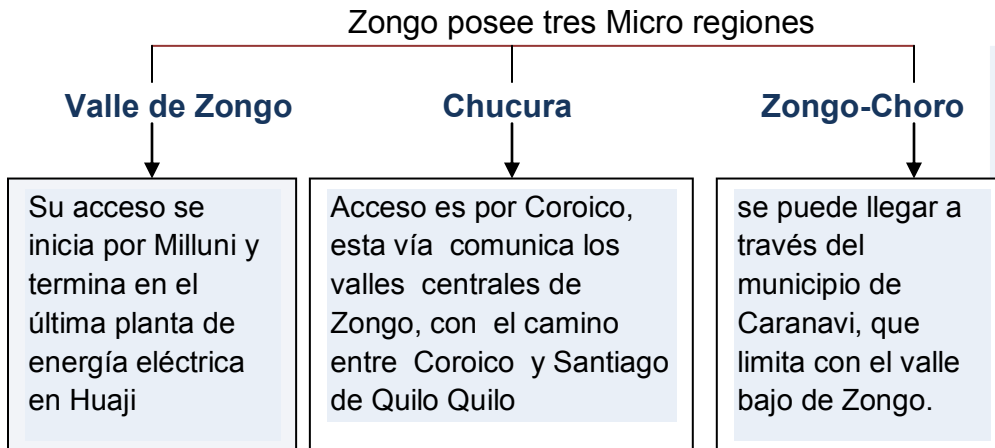 Zongo posee tres Micro regiones
Valle de Zongo
Chucura
Zongo-Choro
Su acceso se
inicia por Milluni y
termina en el
última planta de
energía eléctrica
en Huaji
Acceso es por Coroico,
esta vía comunica los
valles centrales de
Zongo, con el camino
entre Coroico y Santiago
de Quilo Quilo
se puede llegar a
través del
municipio de
Caranavi, que
limita con el valle
bajo de Zongo.